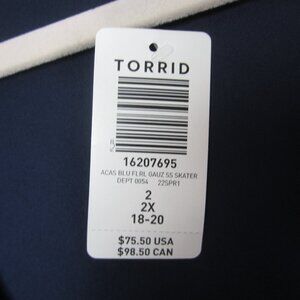 TORRID
16207695
ACAS BLU FLRL GAUZ SS SKATER
DEPT 0054 22SPR1
2
2X
18-20
$75.50 USA
$98.50 CAN